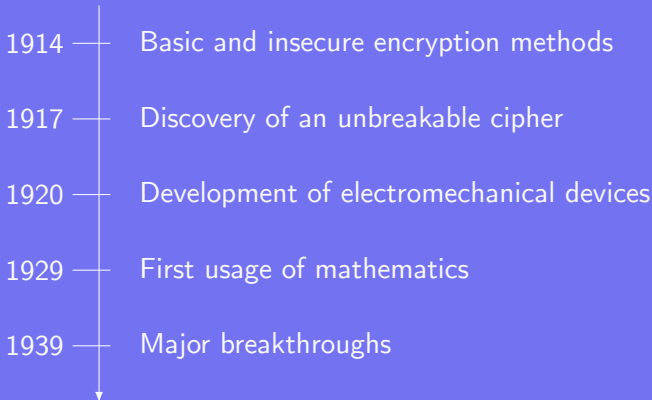 1914 Basic and insecure encryption methods
1917 Discovery of an unbreakable cipher
1920 Development of electromechanical devices
1929 First usage of mathematics
1939 Major breakthroughs